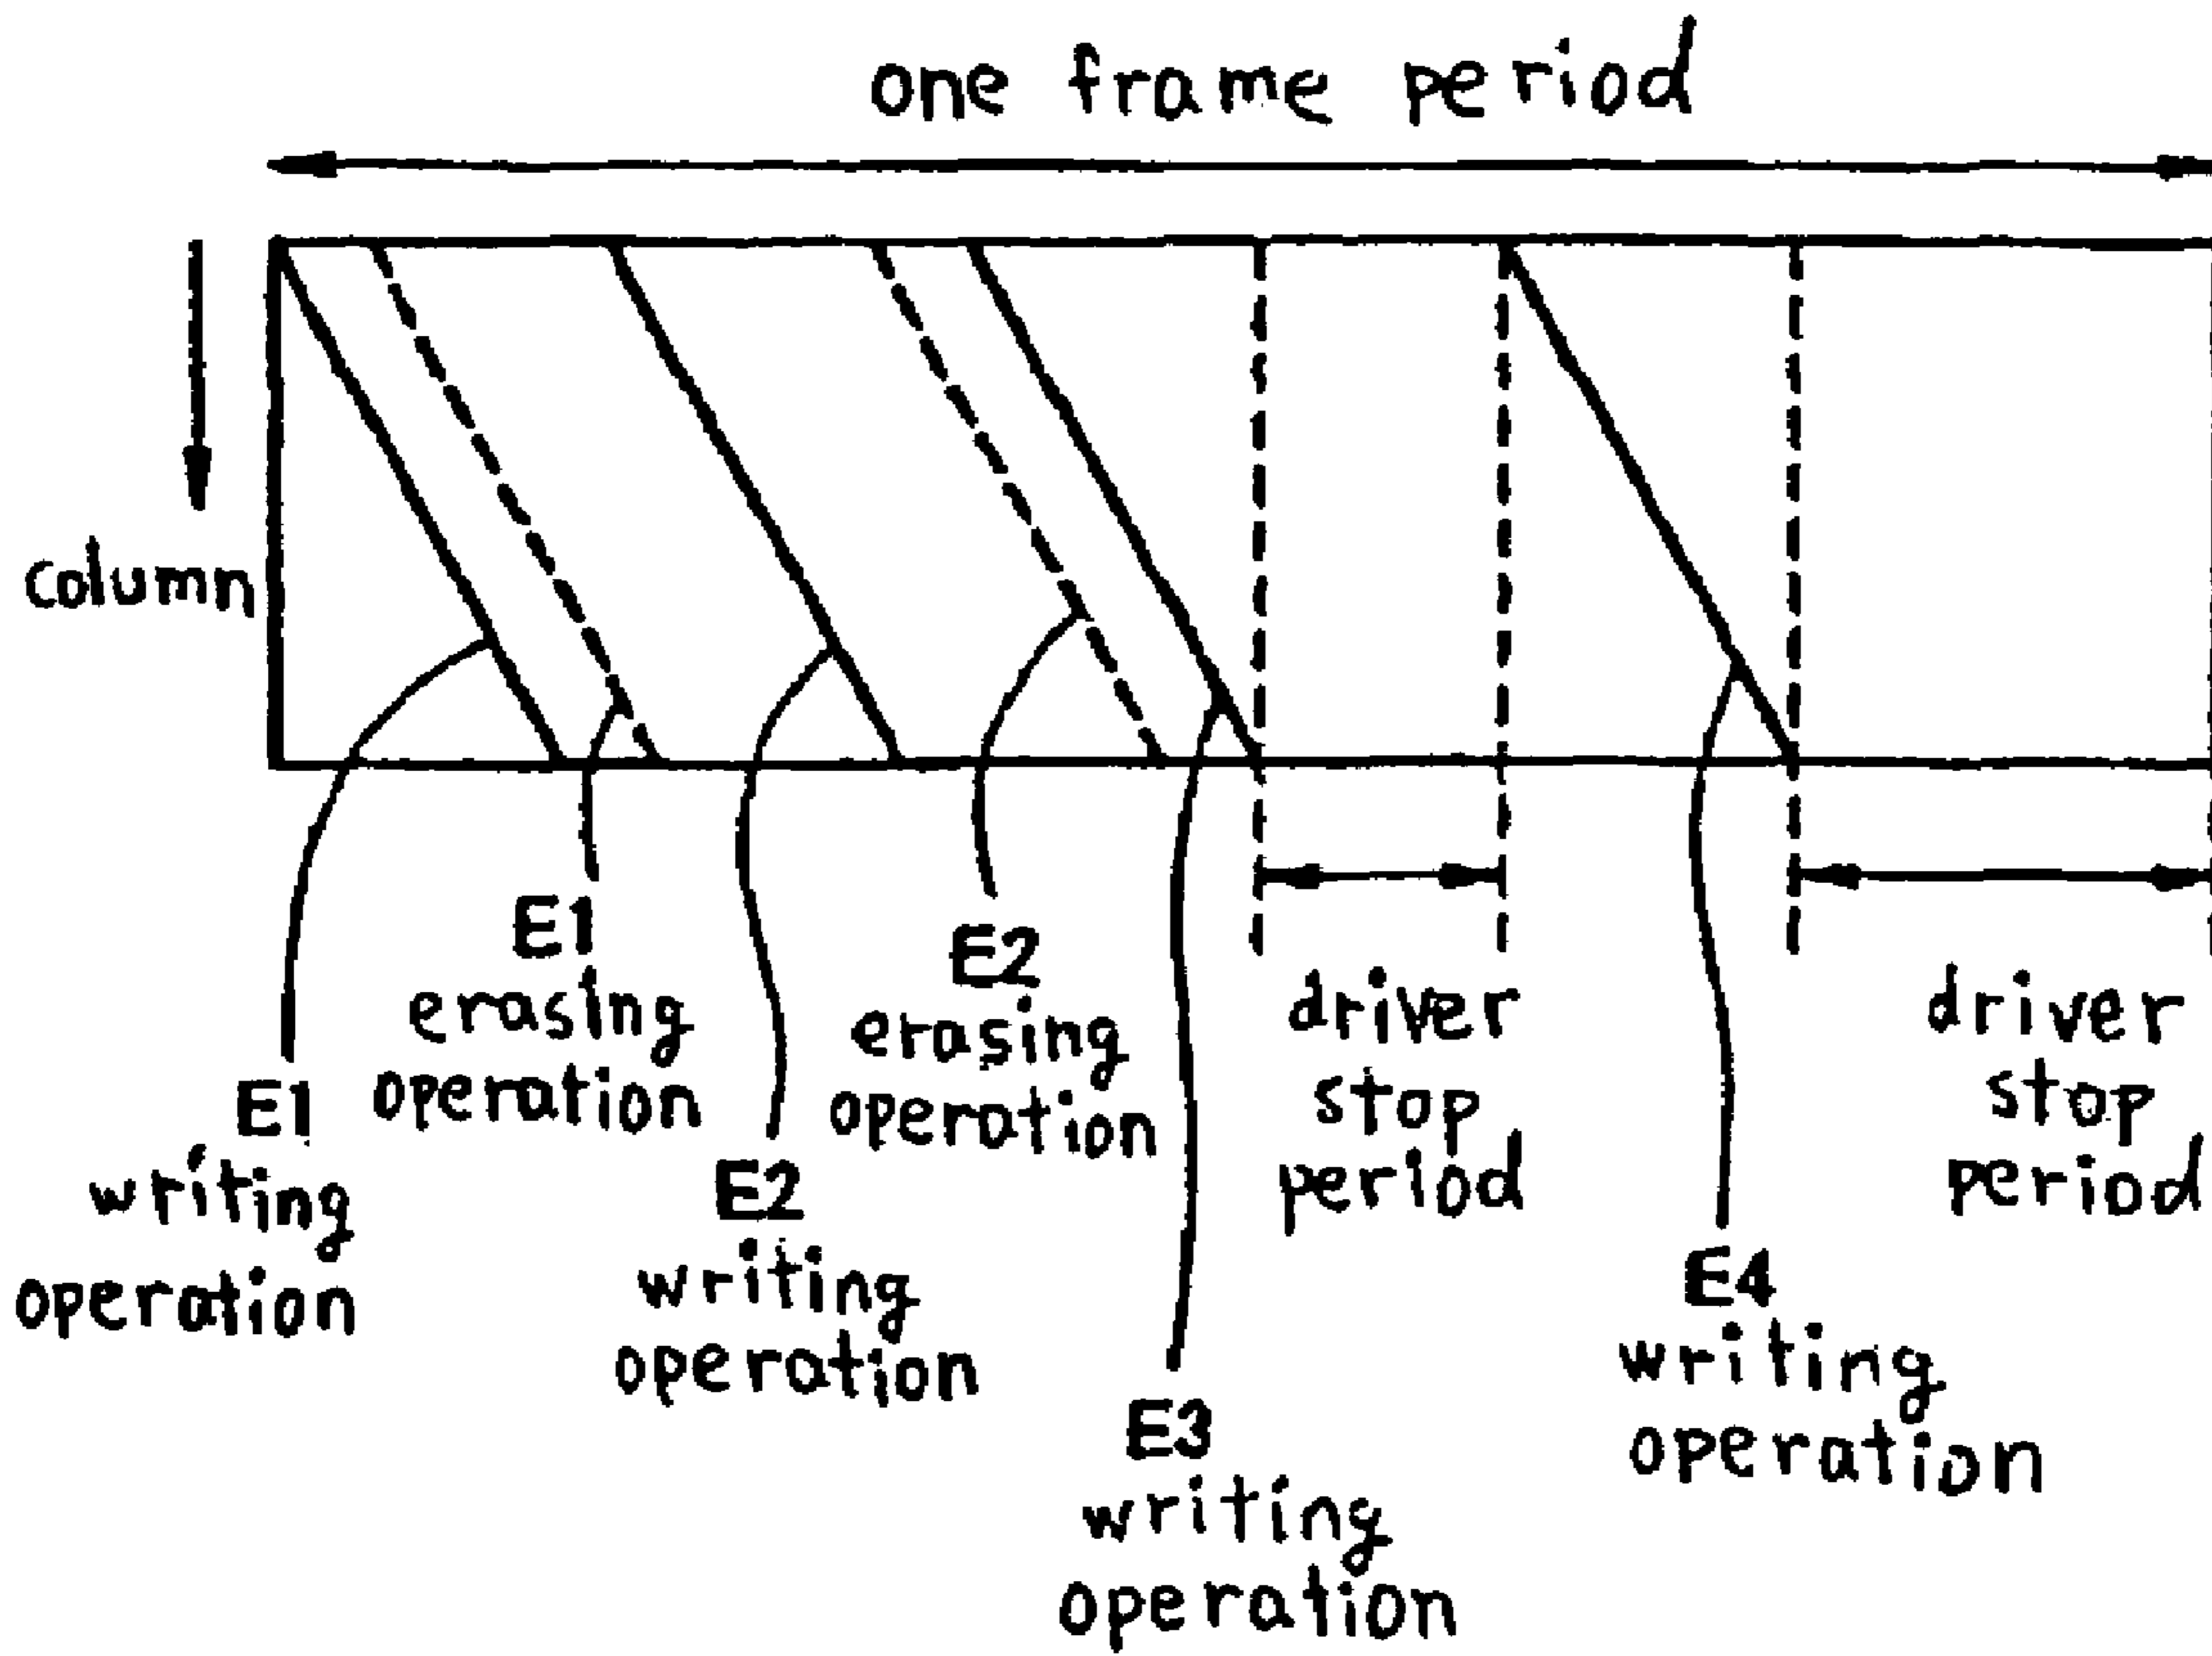 one frame period
column
E1
writing
operation
E1
erasing
operation
E2
writing
operation
E2
erasing
operation
E3
writing
operation
driver
stop
period
E4
writing
operation
driver
stop
period